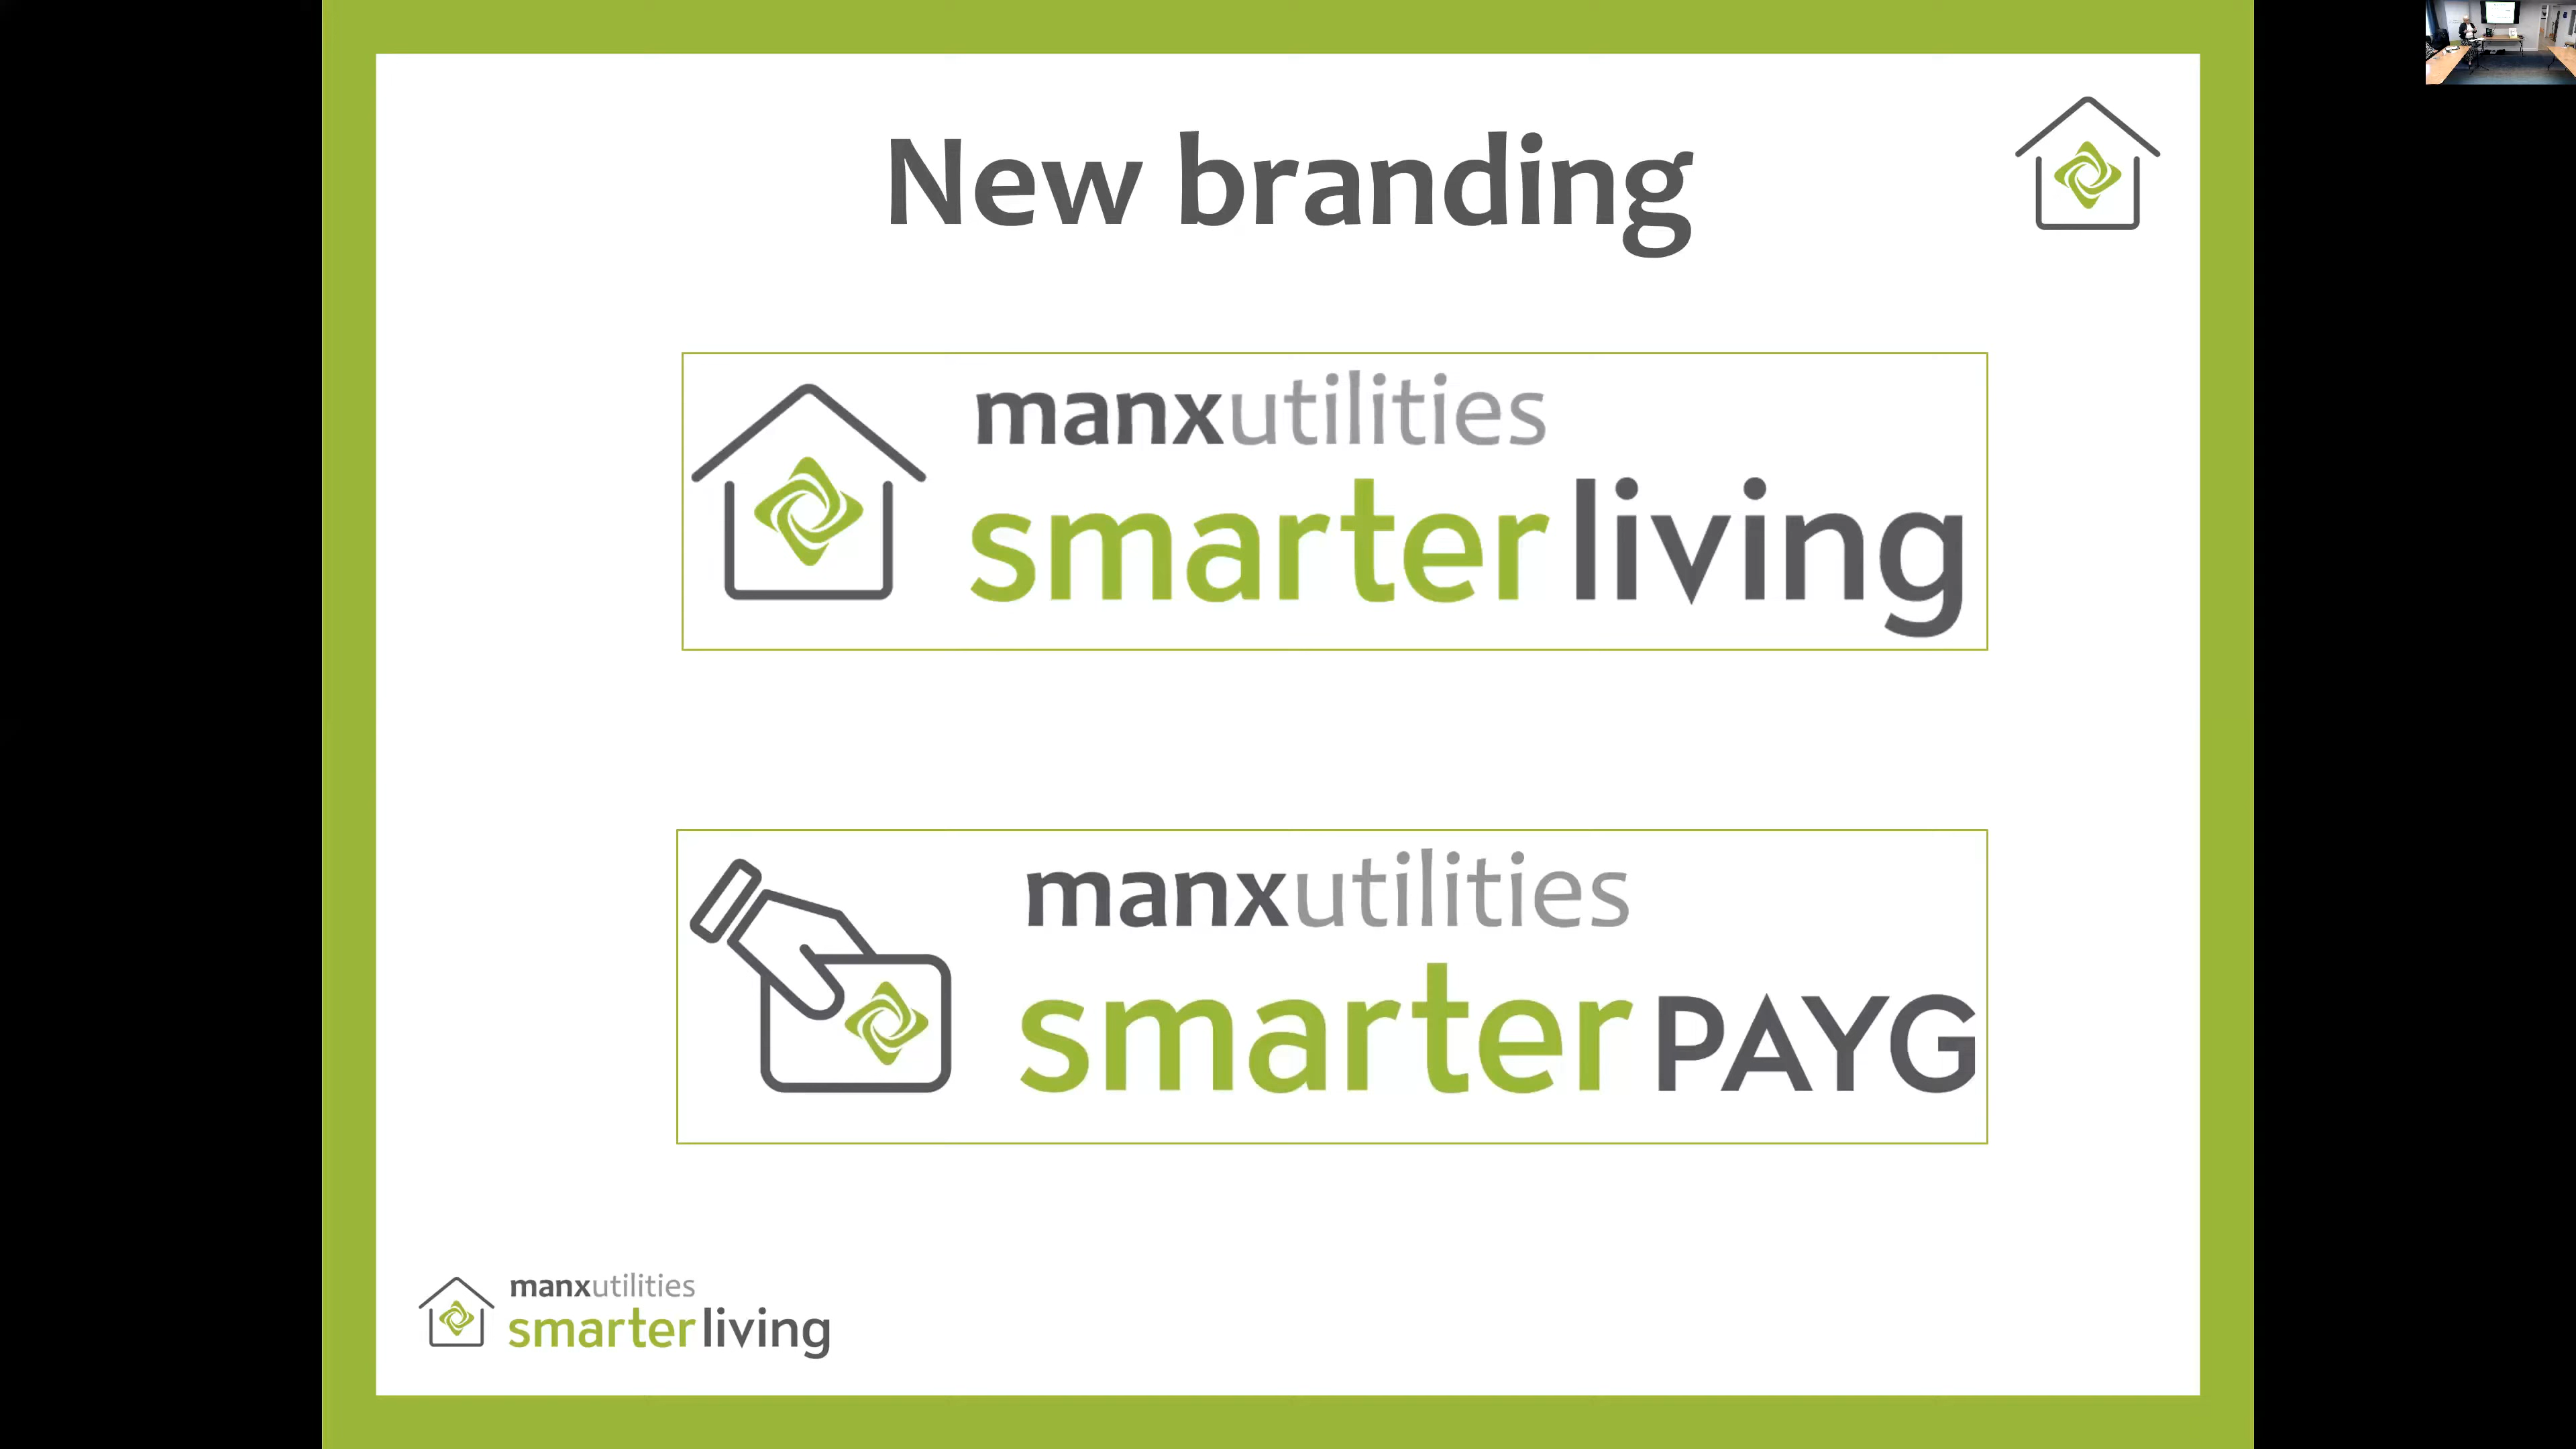 New branding
manxutilities
smarterliving
manxutilities
smarterPAYG
manxutilities
smarterliving